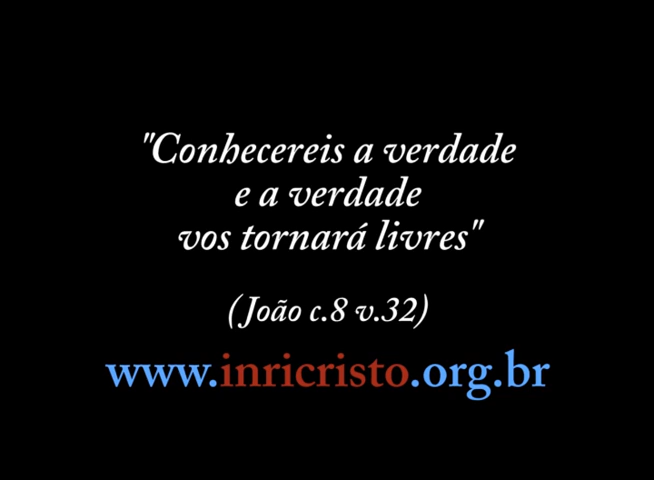 "Conhecereis a verdade
e a verdade
vos tornará livres"
(João c.8 v.32)
www.inricristo.org.br